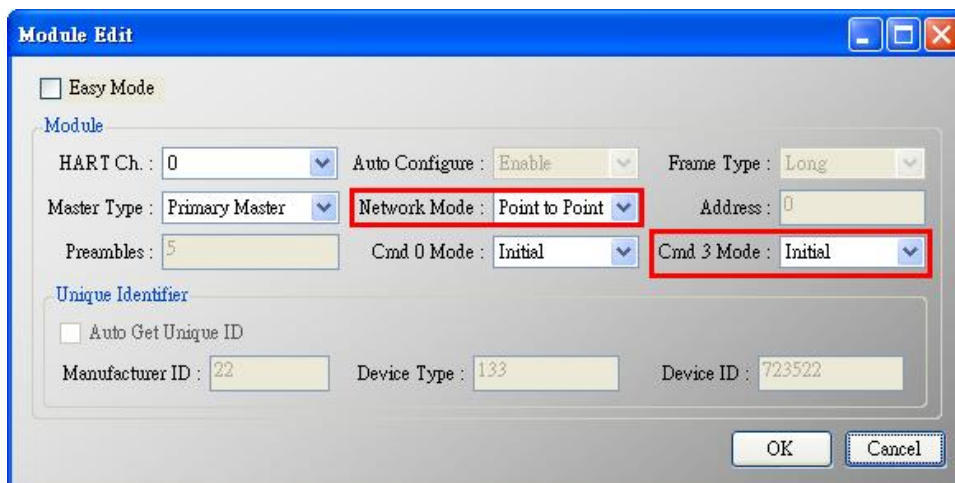 Module Edit
Easy Mode
Module
HART Ch. : 0 Auto Configure : Enable Frame Type : Long
Master Type : Primary Master Network Mode : Point to Point Address : 0
Preambles : 5 Cmd 0 Mode : Initial Cmd 3 Mode : Initial
Unique Identifier
Auto Get Unique ID
Manufacturer ID : 22 Device Type : 133 Device ID : 723522
OK Cancel